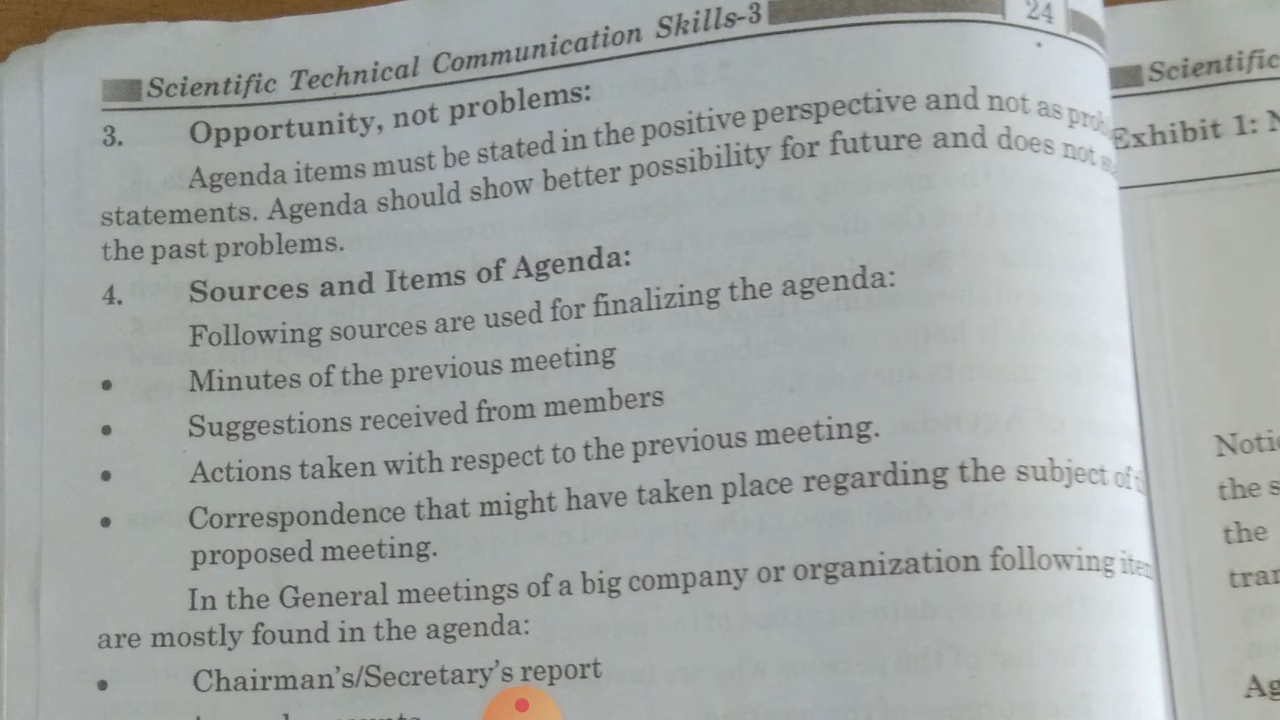 Scientific Technical Communication Skills-3 24
3. Opportunity, not problems:
Agenda items must be stated in the positive perspective and not as
statements. Agenda should show better possibility for future and does not
the past problems.
4. Sources and Items of Agenda:
Following sources are used for finalizing the agenda:
• Minutes of the previous meeting
• Suggestions received from members
• Actions taken with respect to the previous meeting.
• Correspondence that might have taken place regarding the subject of
proposed meeting.
In the General meetings of a big company or organization following
are mostly found in the agenda:
• Chairman's/Secretary's report
Scientific
Exhibit 1:
the
the